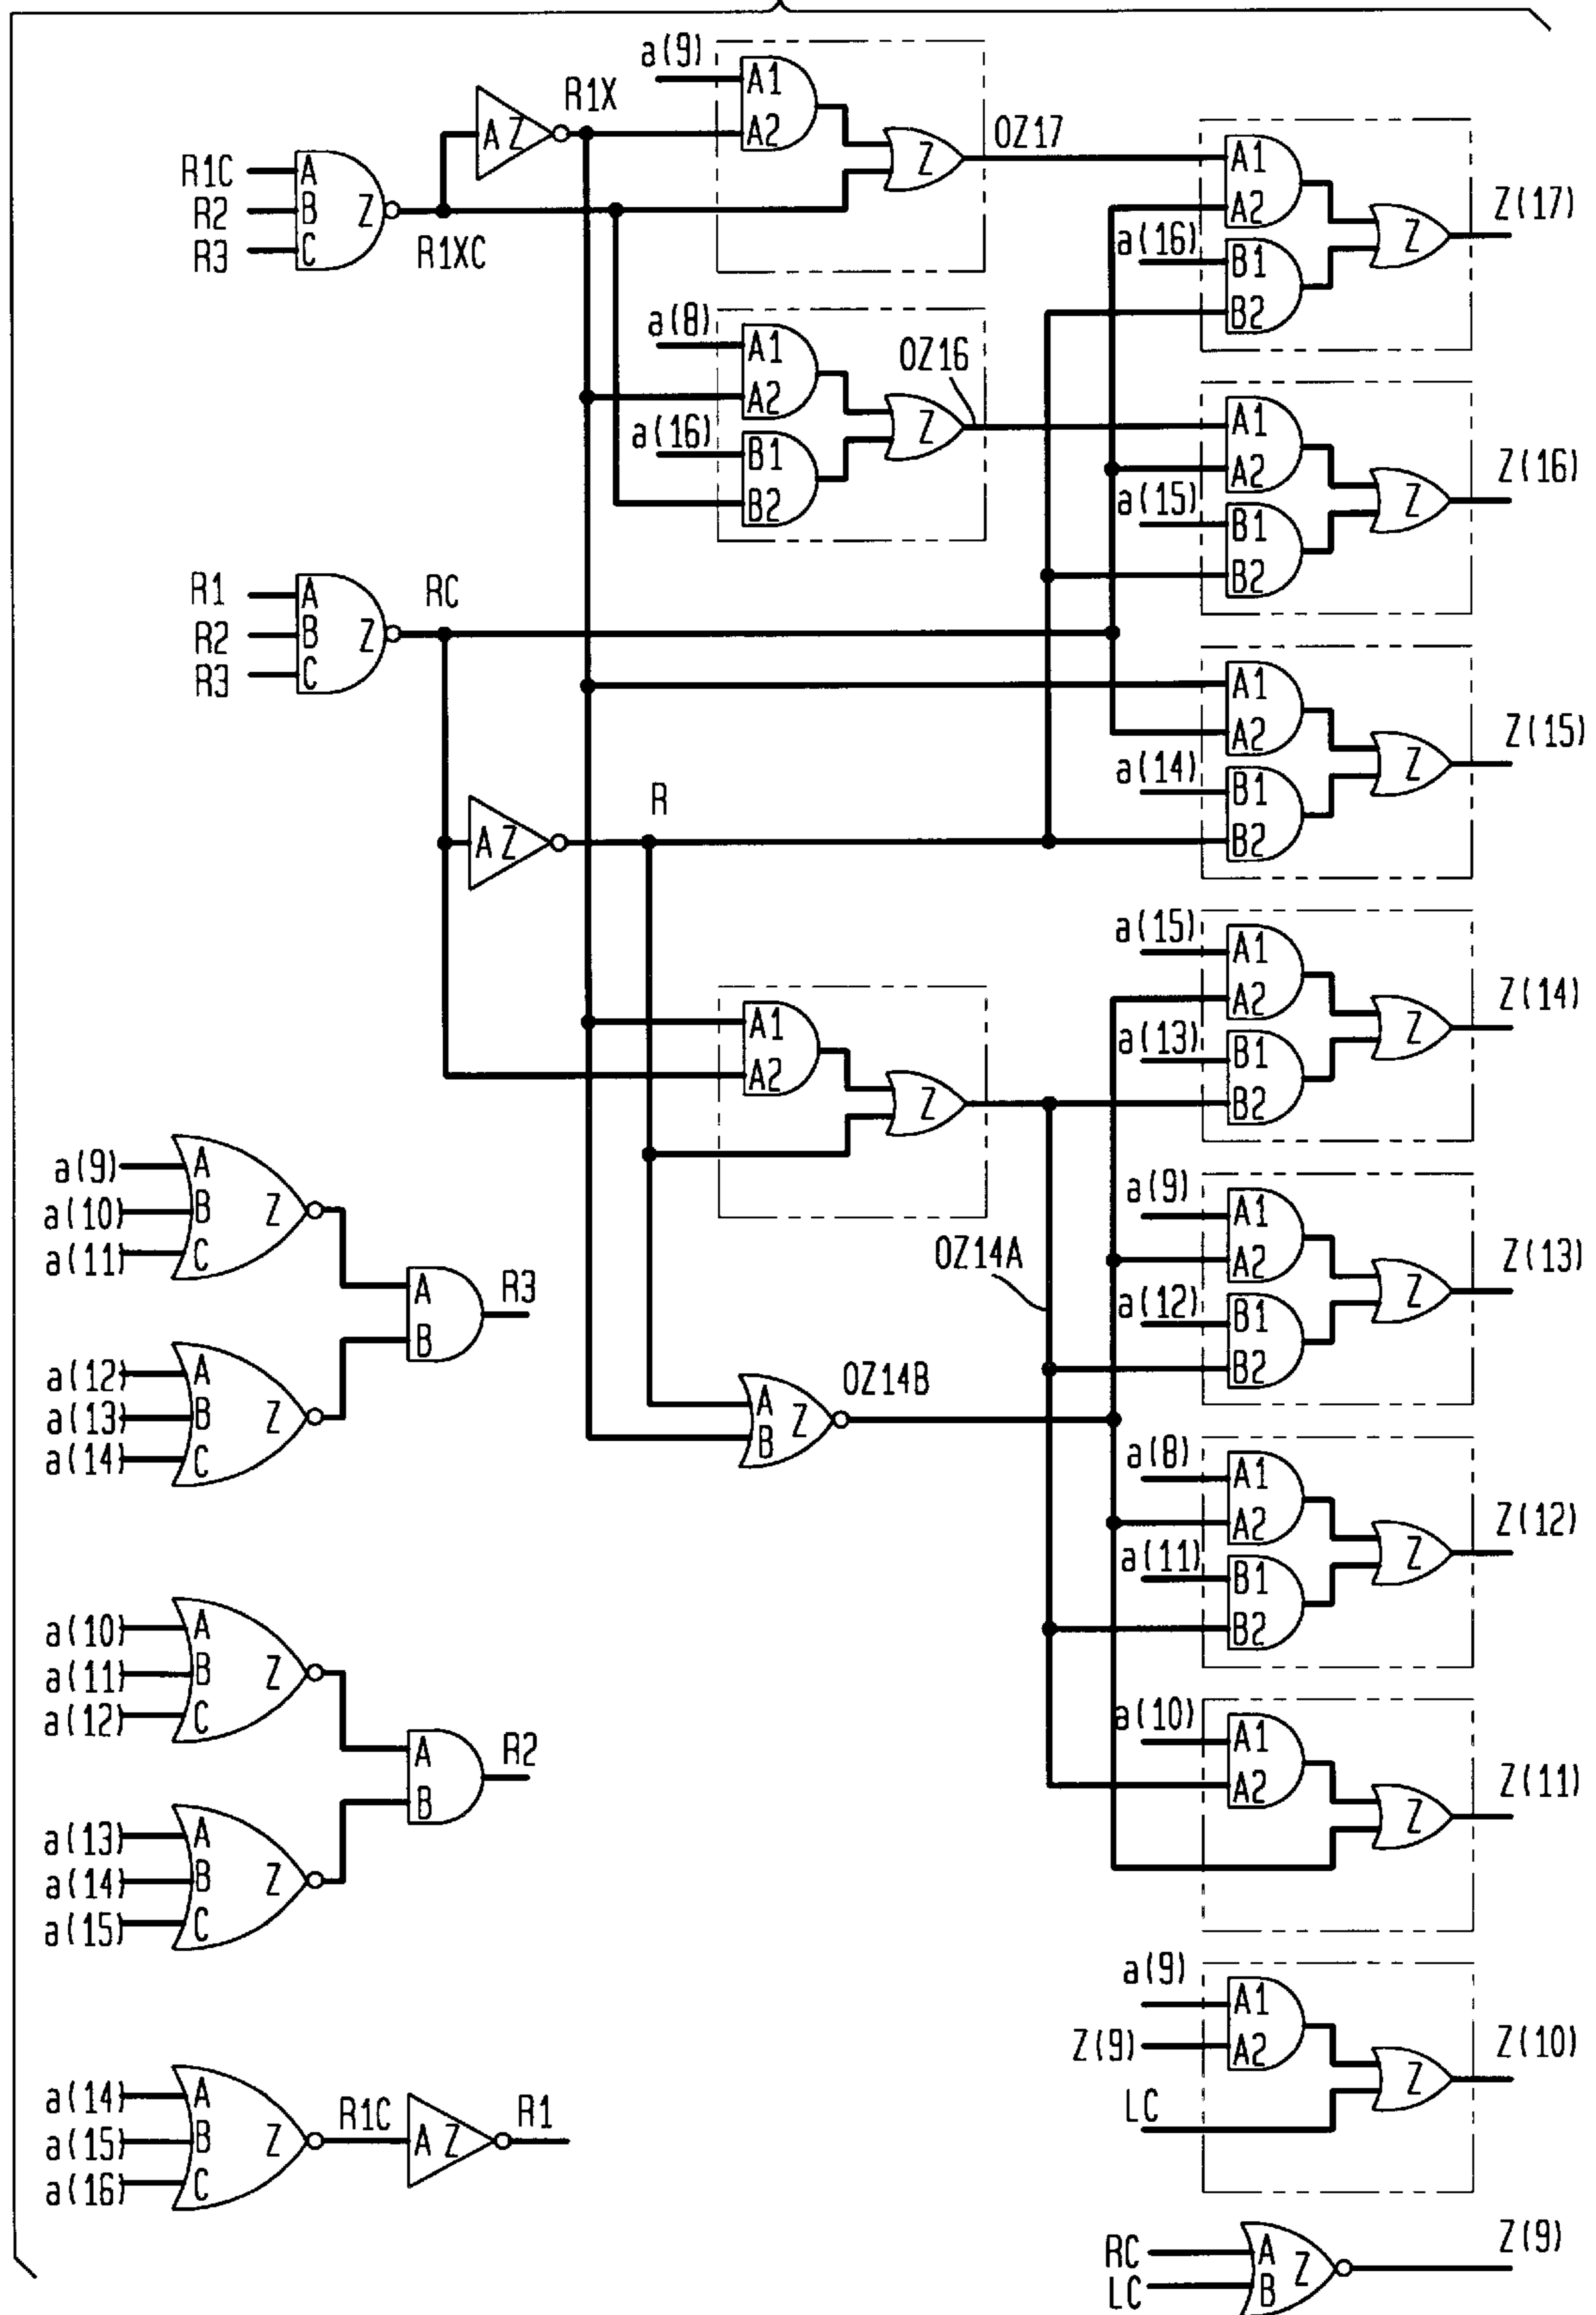 a(9)
A1
A2
Z
R1X
A Z
R1C
R2
R3
A
B
C
Z
R1XC
OZ17
A1
A2
a(16)
B1
B2
Z
Z(17)
a(8)
A1
A2
a(16)
B1
B2
Z
OZ16
A1
A2
a(15)
B1
B2
Z
Z(16)
R1
R2
R3
A
B
C
Z
RC
A1
A2
a(14)
B1
B2
Z
Z(15)
A Z
R
a(15)
A1
A2
a(13)
B1
B2
Z
Z(14)
A1
A2
Z
a(9)
a(10)
a(11)
A
B
C
Z
a(12)
a(13)
a(14)
A
B
C
Z
A
B
R3
OZ14A
a(9)
A1
A2
a(12)
B1
B2
Z
Z(13)
A
B
Z
OZ14B
a(8)
A1
A2
a(11)
B1
B2
Z
Z(12)
a(10)
a(11)
a(12)
A
B
C
Z
a(13)
a(14)
a(15)
A
B
C
Z
A
B
R2
a(10)
A1
A2
Z
Z(11)
a(9)
Z(9)
LC
A1
A2
Z
Z(10)
a(14)
a(15)
a(16)
A
B
C
Z
R1C
A Z
R1
RC
LC
A
B
Z
Z(9)